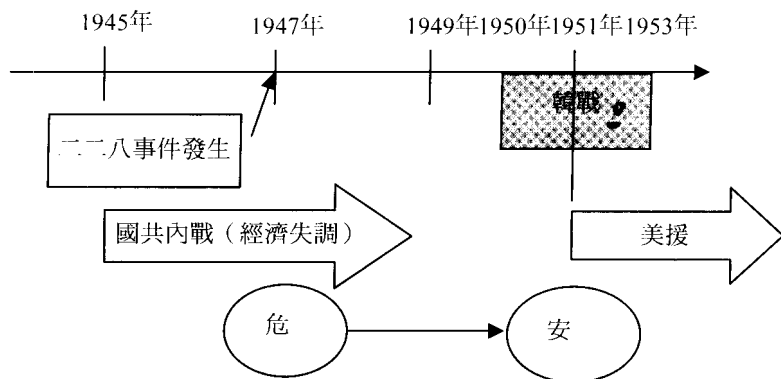 1945年 1947年 1949年1950年1951年1953年
韓戰
二二八事件發生
國共內戰（經濟失調）
美援
危
安